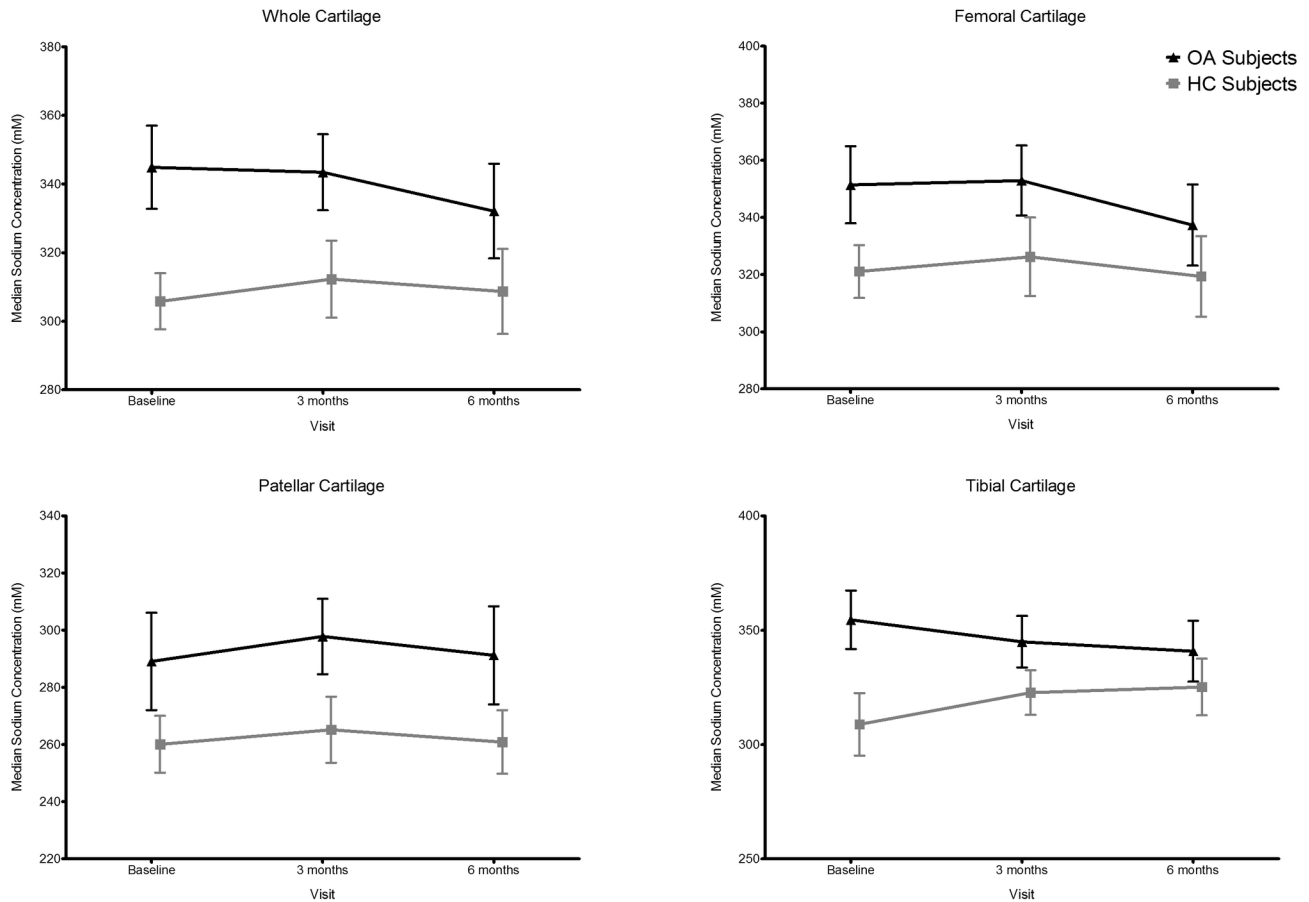 Whole Cartilage
Median Sodium Concentration (mM)
380
360
340
320
300
280
Baseline 3 months 6 months
Visit
Femoral Cartilage
OA Subjects
HC Subjects
Median Sodium Concentration (mM)
400
380
360
340
320
300
280
Baseline 3 months 6 months
Visit
Patellar Cartilage
Median Sodium Concentration (mM)
340
320
300
280
260
240
220
Baseline 3 months 6 months
Visit
Tibial Cartilage
Median Sodium Concentration (mM)
400
350
300
250
Baseline 3 months 6 months
Visit